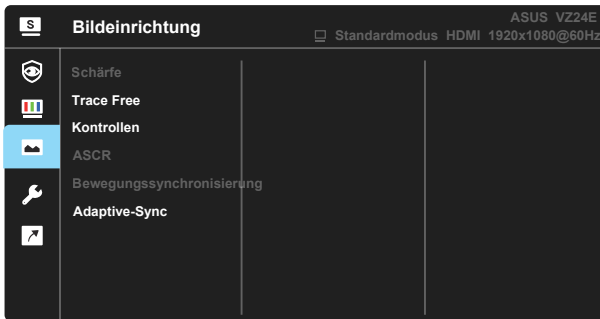 S
Bildeinrichtung
ASUS VZ24E
Standardmodus HDMI 1920x1080@60Hz
Schärfe
Trace Free
Kontrollen
ASCR
Bewegungssynchronisierung
Adaptive-Sync